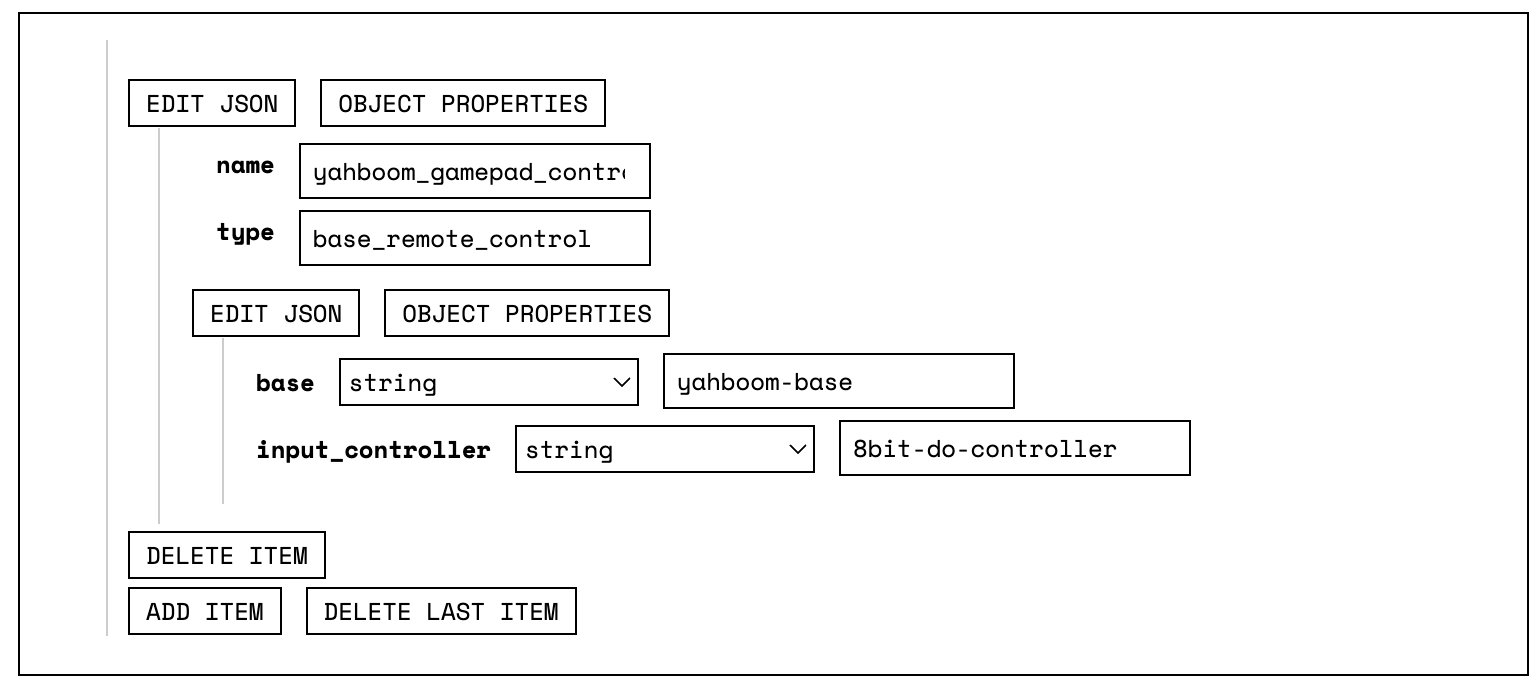 EDIT JSON OBJECT PROPERTIES
name yahboom_gamepad_contr
type base_remote_control
EDIT JSON OBJECT PROPERTIES
base string yahboom-base
input_controller string 8bit-do-controller
DELETE ITEM
ADD ITEM DELETE LAST ITEM